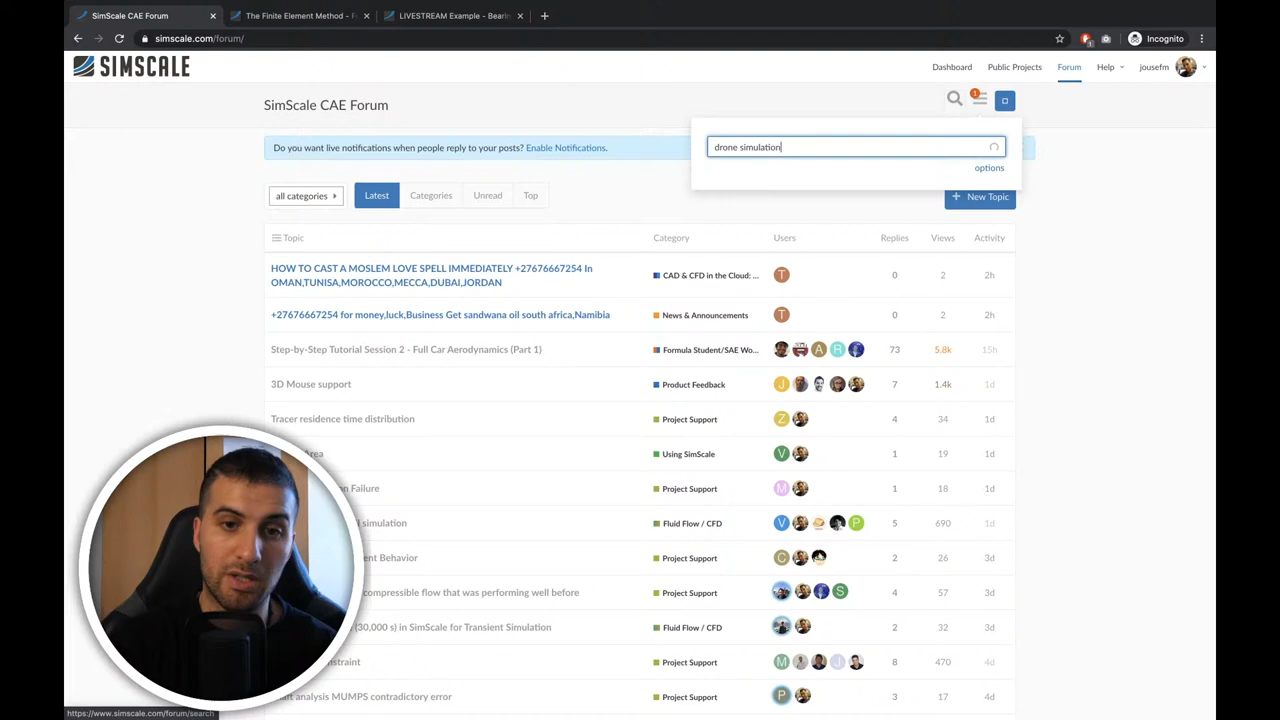 SimScale CAE Forum
The Finite Element Method - F
LIVESTREAM Example - Bearin
simscale.com/forum/
Incognito
SIMSCALE
Dashboard
Public Projects
Forum
Help
jousefm
SimScale CAE Forum
1
drone simulation
options
Do you want live notifications when people reply to your posts? Enable Notifications.
all categories
Latest
Categories
Unread
Top
+ New Topic
Topic
Category
Users
Replies
Views
Activity
HOW TO CAST A MOSLEM LOVE SPELL IMMEDIATELY +27676667254 In
OMAN,TUNISA,MOROCCO,MECCA,DUBAI,JORDAN
CAD & CFD in the Cloud: ...
T
0
2
2h
+27676667254 for money,luck,Business Get sandwana oil south africa,Namibia
News & Announcements
T
0
2
2h
Step-by-Step Tutorial Session 2 - Full Car Aerodynamics (Part 1)
Formula Student/SAE Wo...
A
R
73
5.8k
15h
3D Mouse support
Product Feedback
J
7
1.4k
1d
Tracer residence time distribution
Project Support
Z
4
34
1d
Area
Using SimScale
V
1
19
1d
n Failure
Project Support
M
1
18
1d
simulation
Fluid Flow / CFD
V
P
5
690
1d
ent Behavior
Project Support
C
2
26
3d
compressible flow that was performing well before
Project Support
S
4
57
3d
(30,000 s) in SimScale for Transient Simulation
Fluid Flow / CFD
2
32
3d
straint
Project Support
M
J
8
470
4d
analysis MUMPS contradictory error
Project Support
P
3
17
4d
https://www.simscale.com/forum/search